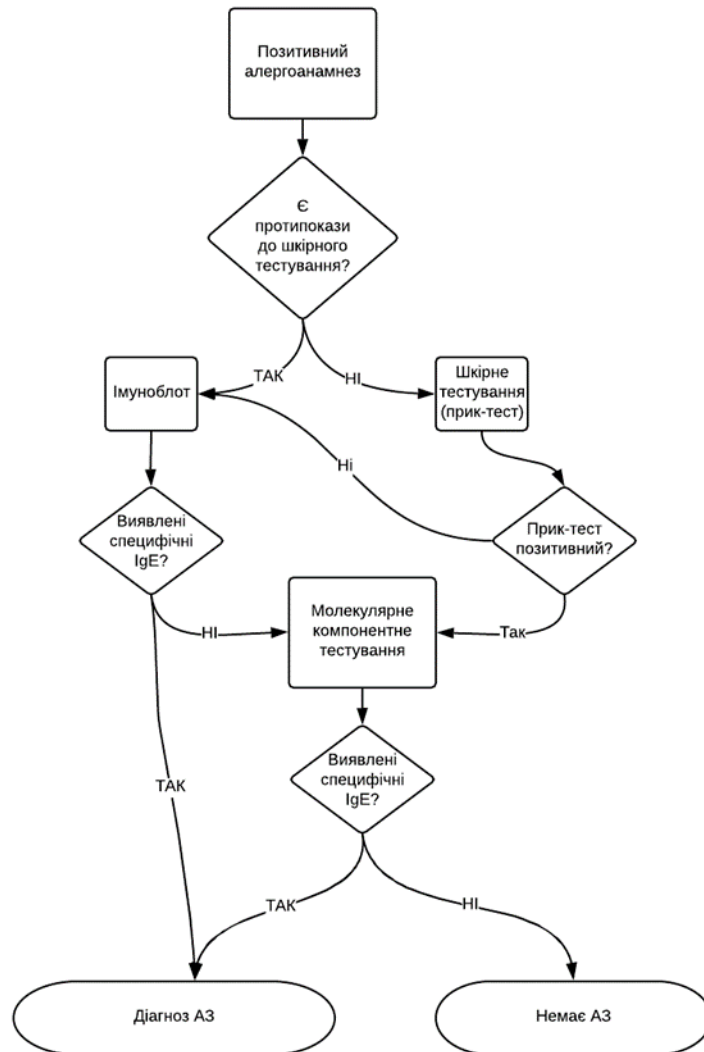 Позитивний
алергоанамнез
Є
протипокази
до шкірного
тестування?
ТАК
НІ
Імуноблот
Шкірне
тестування
(прик-тест)
Ні
Виявлені
специфічні
IgE?
Прик-тест
позитивний?
Молекулярне
компонентне
тестування
НІ
Так
Виявлені
специфічні
IgE?
ТАК
ТАК
НІ
Діагноз АЗ
Немає АЗ